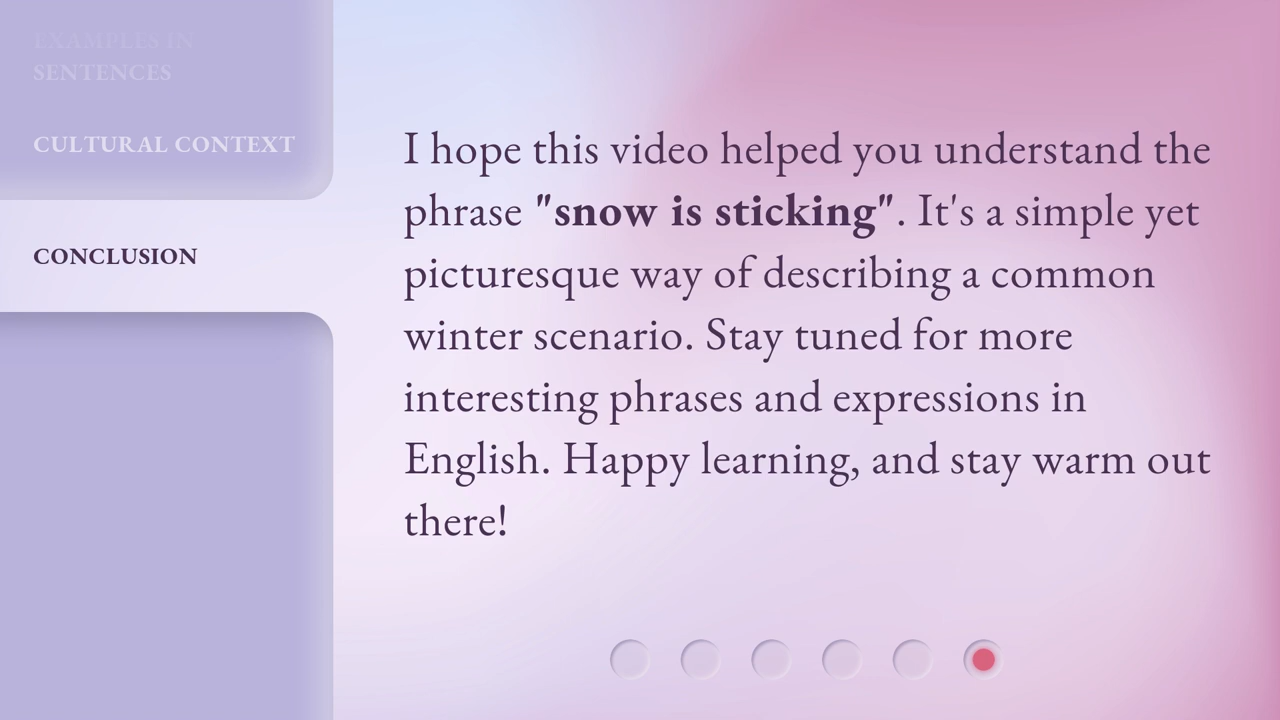 EXAMPLES IN
SENTENCES
CULTURAL CONTEXT
CONCLUSION
I hope this video helped you understand the
phrase "snow is sticking". It's a simple yet
picturesque way of describing a common
winter scenario. Stay tuned for more
interesting phrases and expressions in
English. Happy learning, and stay warm out
there!